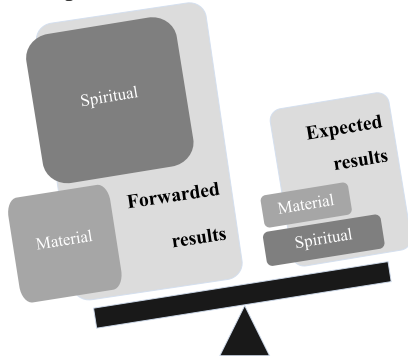 Spiritual
Material
Forwarded
results
Expected
results
Material
Spiritual